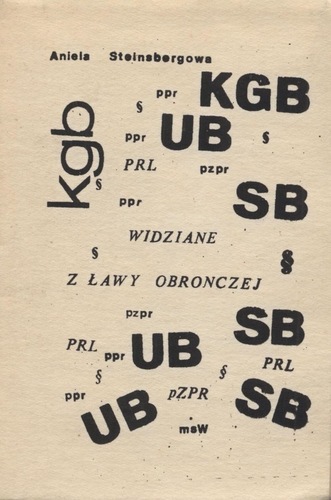 Aniela Steinsbergowa
ppr KGB
§
kgb
ppr UB §
PRL pzpr
§
ppr SB
WIDZIANE
§ §
Z ŁAWY OBRONCZEJ
pzpr SB
PRL ppr UB PRL
§ §
ppr UB pZPR SB
msW